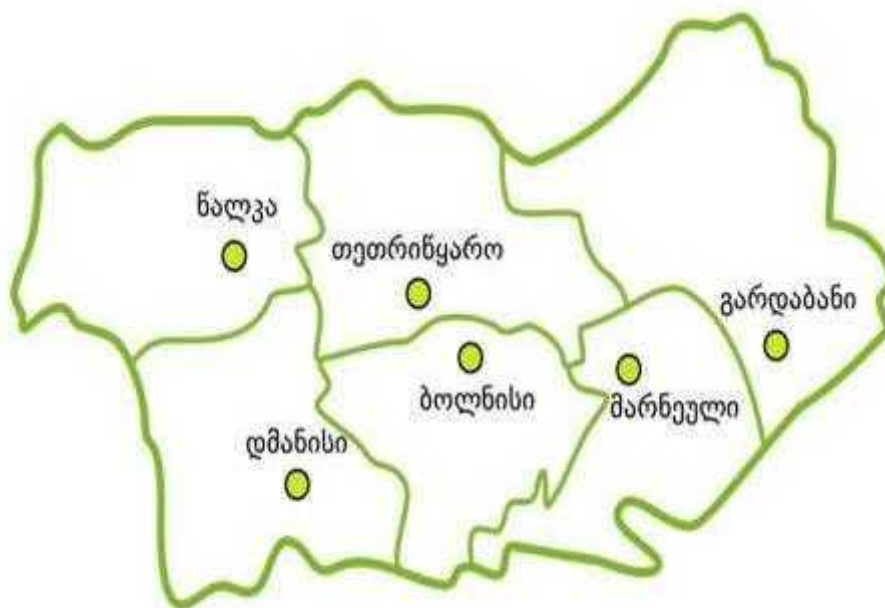 წალკა
თეთრიწყარო
გარდაბანი
ბოლნისი
მარნეული
დმანისი